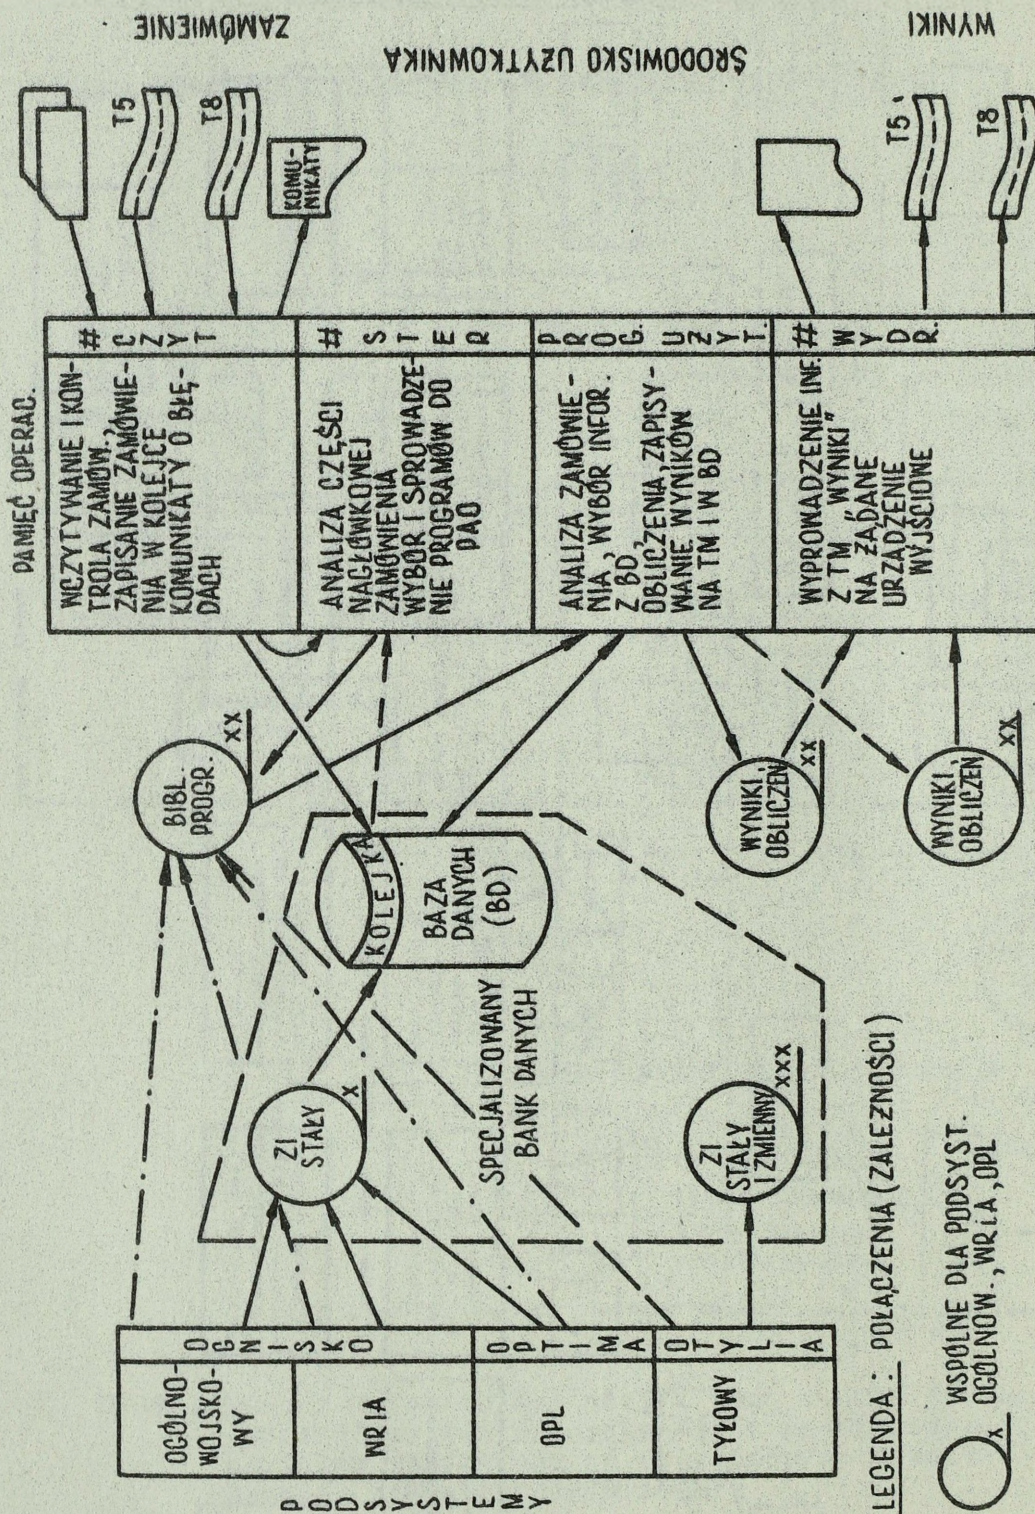 PAMIĘĆ OPERAC.
WCZYTYWANIE I KON-
TROLA ZAMÓW.,
ZAPISANIE ZAMÓWIE-
NIA W KOLEJCE
KOMUNIKATY O BŁĘ-
DACH
# CZYT
ANALIZA CZĘŚCI
NAGŁÓWKOWEJ
ZAMÓWIENIA
WYBÓR I SPROWADZE-
NIE PROGRAMÓW DO
PAO
# STER
ANALIZA ZAMÓWIE-
NIA, WYBÓR INFOR.
Z BD,
OBLICZENIA, ZAPISY-
WANIE WYNIKÓW
NA TM I W BD
PROG. UŻYT.
WYPROWADZENIE INF.
Z TM „WYNIKI"
NA ŻĄDANE
URZĄDZENIE
WYJŚCIOWE
# WYDR.
ZAMÓWIENIE
T5
T8
KOMU-
NIKATY
ŚRODOWISKO UŻYTKOWNIKA
WYNIKI
T5
T8
BIBL.
PROGR.
XX
KOLEJKA
BAZA
DANYCH
(BD)
WYNIKI
OBLICZEŃ
XX
WYNIKI
OBLICZEŃ
XX
ZI
STAŁY
X
SPECJALIZOWANY
BANK DANYCH
ZI
STAŁY
I ZMIENNY
XXX
PODSYSTEMY
OGÓLNO-
WOJSKO-
WY
WRIA
OGNISKO
OPL
OPTIMA
TYŁOWY
OTYLIA
LEGENDA : POŁĄCZENIA (ZALEŻNOŚCI)
X
WSPÓLNE DLA PODSYST.
OGÓLNOW., WRiA, OPL